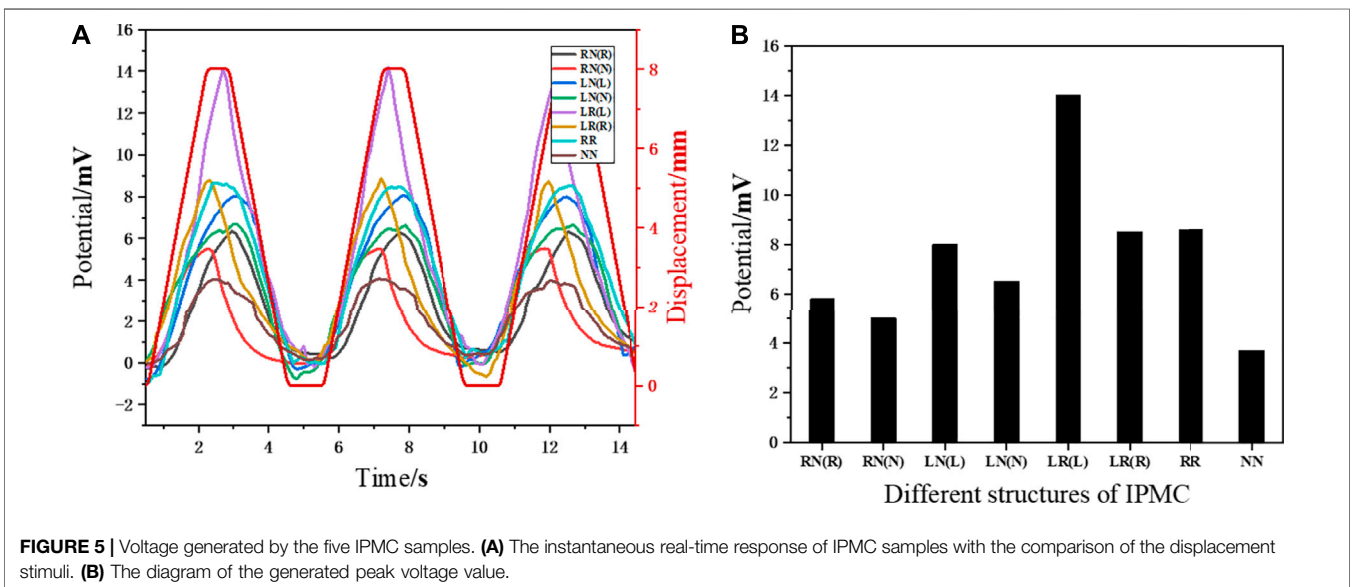 A
Potential/mV
16
14
12
10
8
6
4
2
0
−2
2
4
6
8
10
12
14
Time/s
RN(R)
RN(N)
LN(L)
LN(N)
LR(L)
LR(R)
RR
NN
8
6
4
2
0
Displacement/mm
B
Potential/mV
16
14
12
10
8
6
4
2
0
RN(R) RN(N) LN(L) LN(N) LR(L) LR(R) RR NN
Different structures of IPMC
FIGURE 5 | Voltage generated by the five IPMC samples. (A) The instantaneous real-time response of IPMC samples with the comparison of the displacement
stimuli. (B) The diagram of the generated peak voltage value.